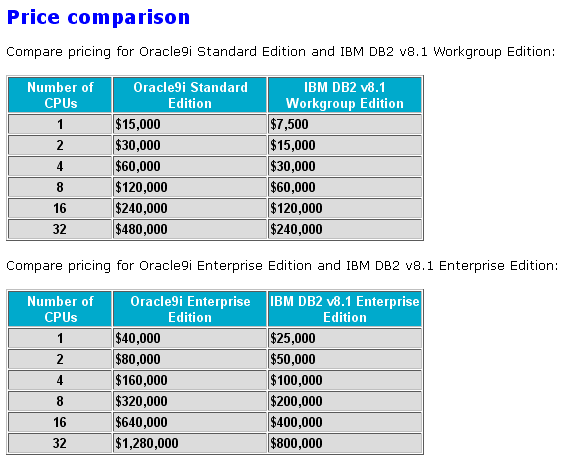 Price comparison
Compare pricing for Oracle9i Standard Edition and IBM DB2 v8.1 Workgroup Edition:
Number of CPUs Oracle9i Standard Edition IBM DB2 v8.1 Workgroup Edition
1 $15,000 $7,500
2 $30,000 $15,000
4 $60,000 $30,000
8 $120,000 $60,000
16 $240,000 $120,000
32 $480,000 $240,000
Compare pricing for Oracle9i Enterprise Edition and IBM DB2 v8.1 Enterprise Edition:
Number of CPUs Oracle9i Enterprise Edition IBM DB2 v8.1 Enterprise Edition
1 $40,000 $25,000
2 $80,000 $50,000
4 $160,000 $100,000
8 $320,000 $200,000
16 $640,000 $400,000
32 $1,280,000 $800,000